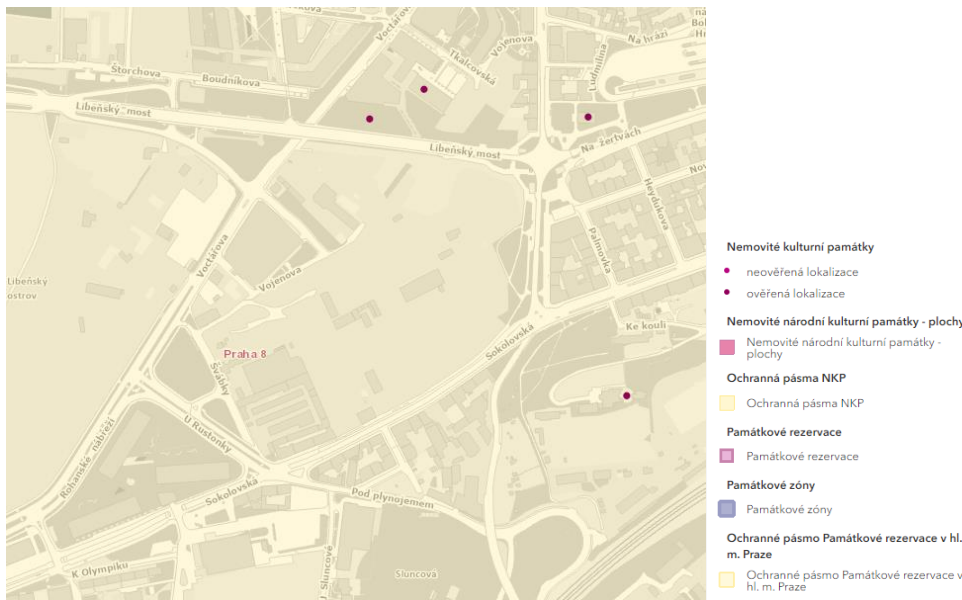 Voctářova
Tkalcovská
Vojenova
Ludmilina
Na hrázi
Štorchova
Boudníkova
Libeňský most
Libeňský most
Na žertvách
Heydukova
Palmovka
Voctářova
Vojenova
Libeňský
ostrov
Sokolovská
Ke kouli
Praha 8
Švábky
U Rustonky
Rohanské nábřeží
Sokolovská
Pod plynojemem
K Olympiku
U Sluncové
Sluncová
Nemovité kulturní památky
neověřená lokalizace
ověřená lokalizace
Nemovité národní kulturní památky - plochy
Nemovité národní kulturní památky -
plochy
Ochranná pásma NKP
Ochranná pásma NKP
Památkové rezervace
Památkové rezervace
Památkové zóny
Památkové zóny
Ochranné pásmo Památkové rezervace v hl.
m. Praze
Ochranné pásmo Památkové rezervace v
hl. m. Praze